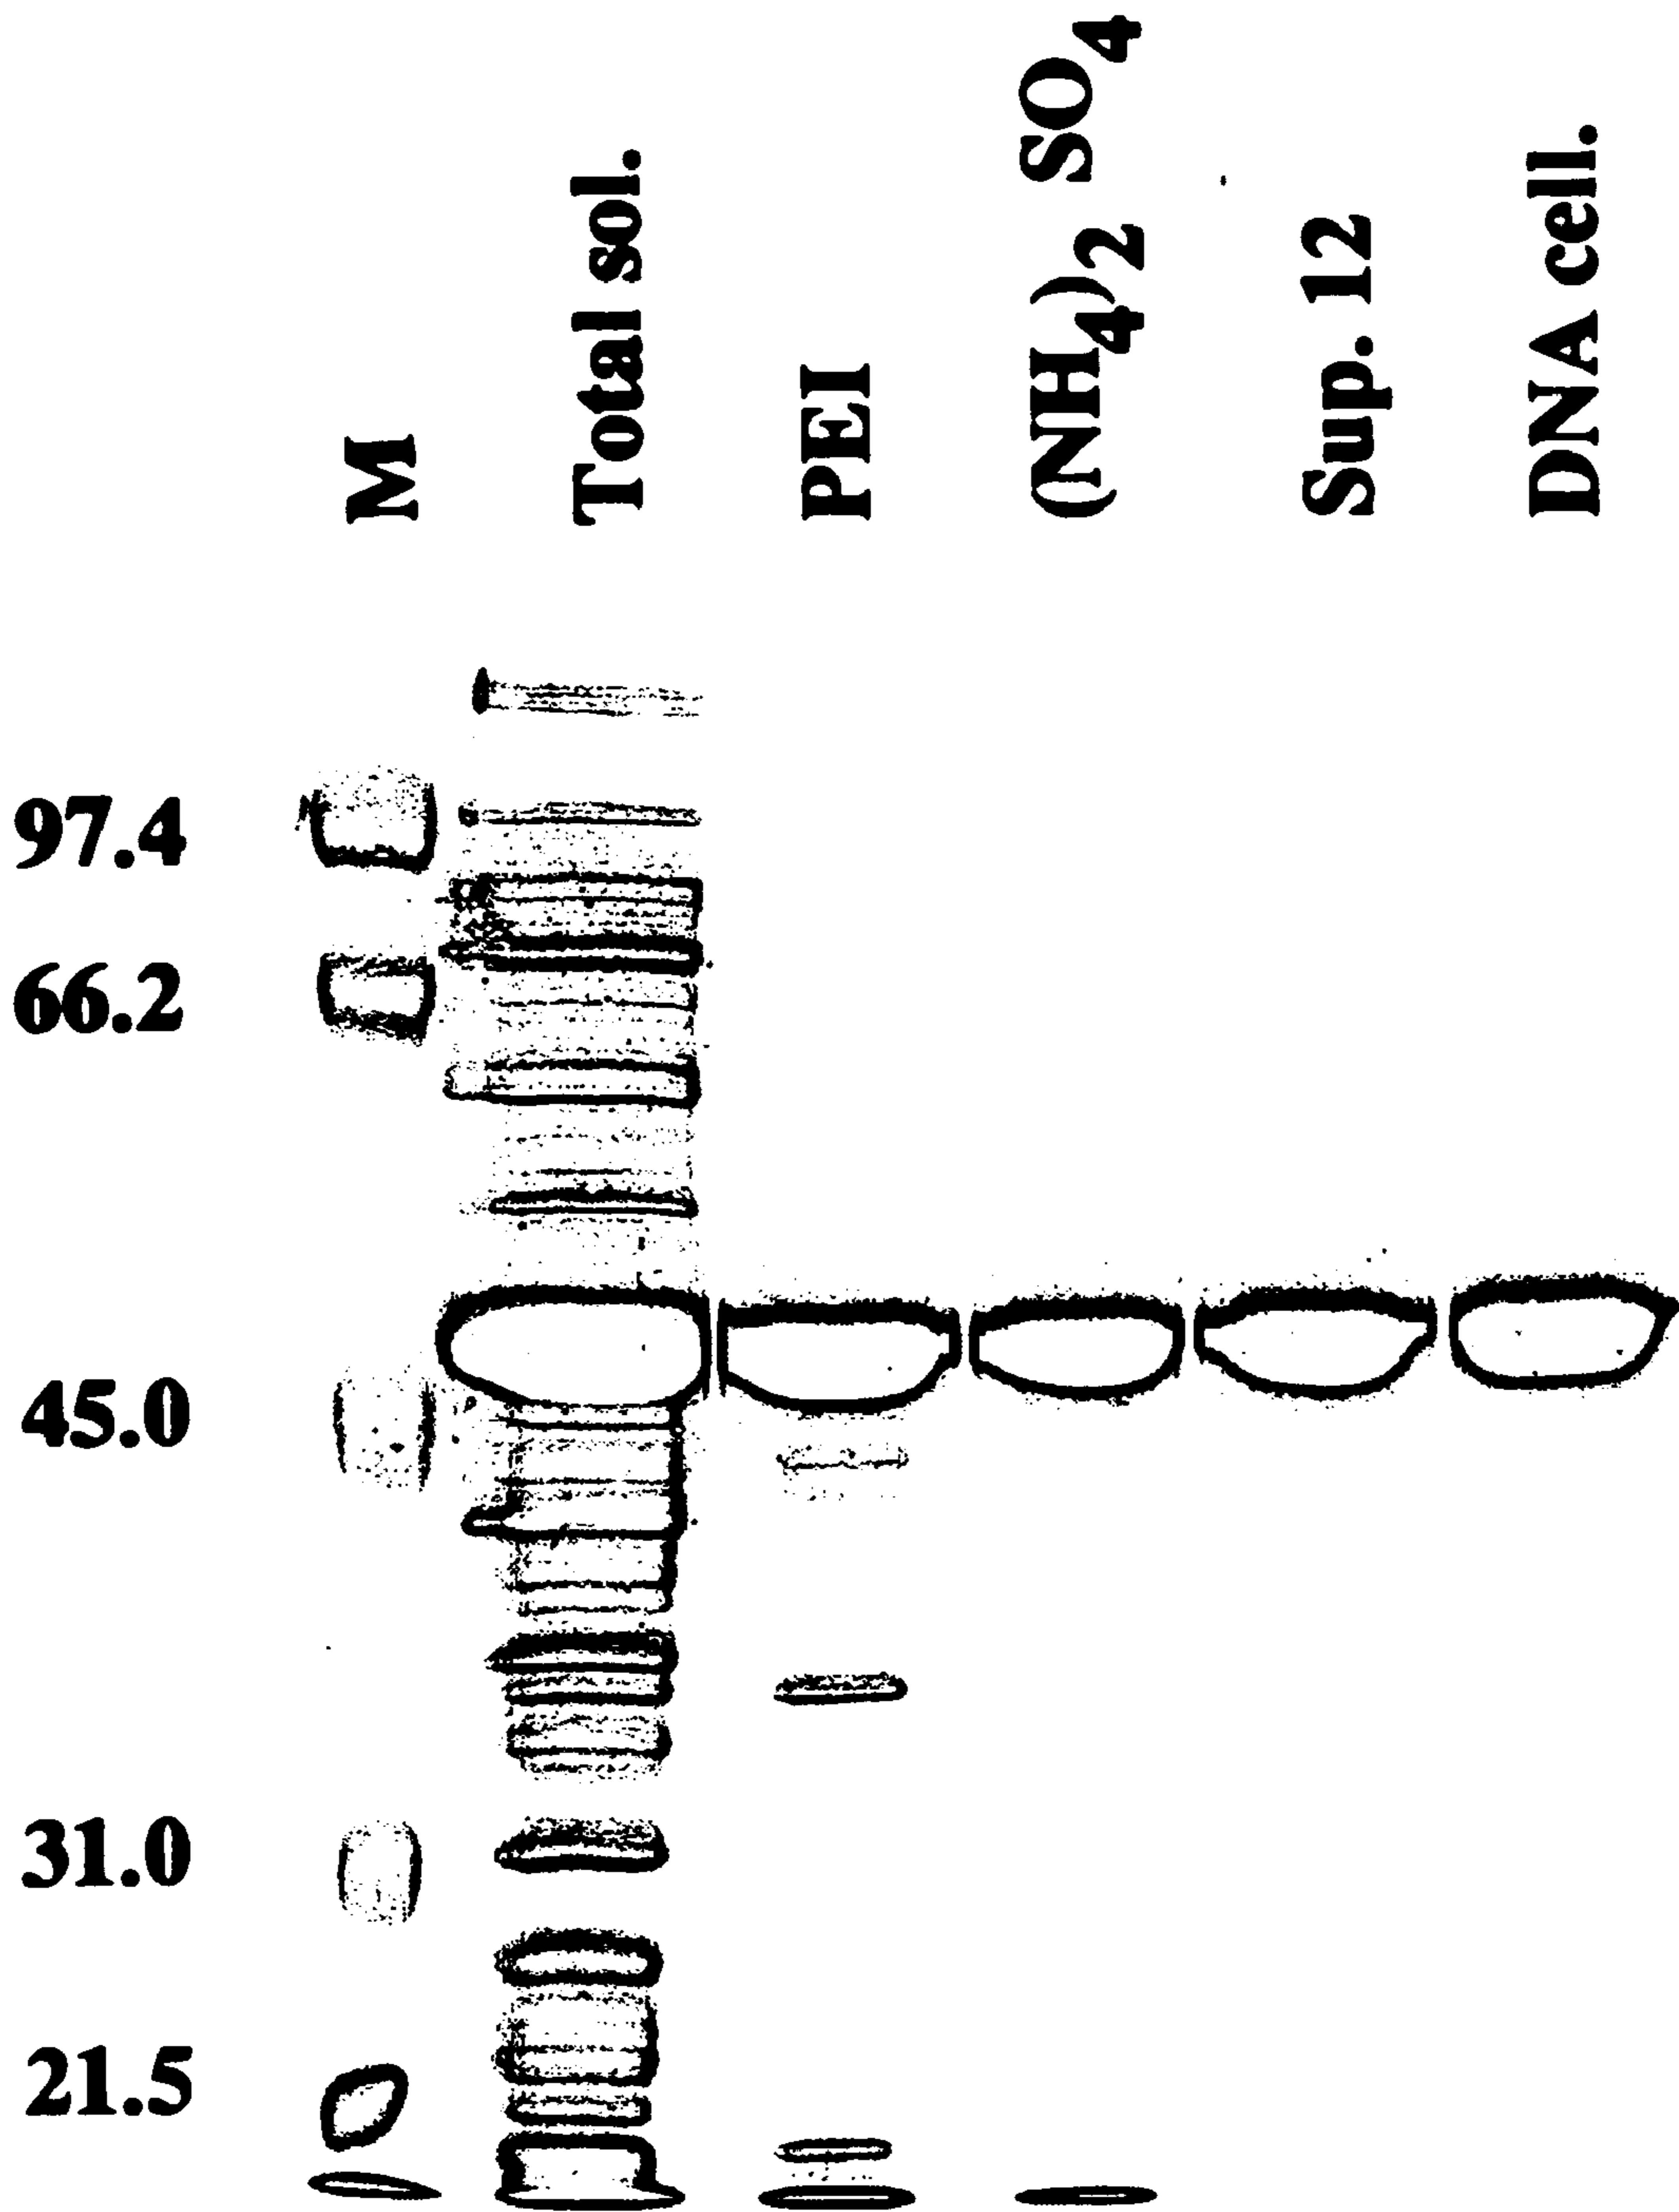 M
Total sol.
PEI
(NH4)2 SO4
Sup. 12
DNA cell.
97.4
66.2
45.0
31.0
21.5